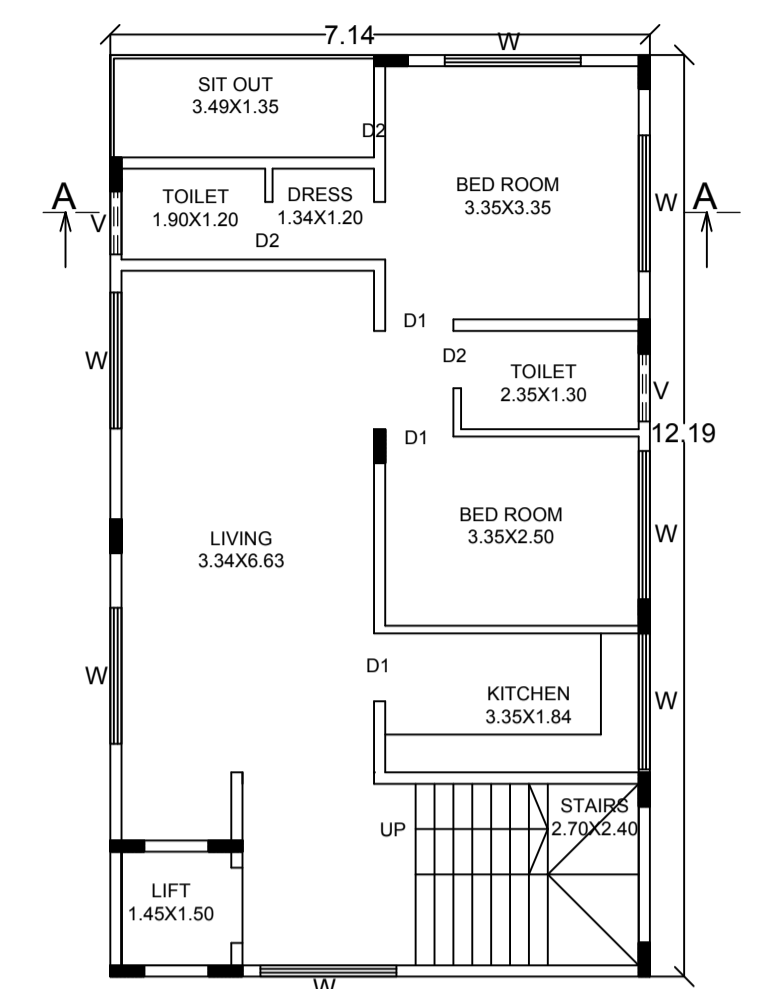 7.14
W
SIT OUT
3.49X1.35
D2
BED ROOM
3.35X3.35
A
V
TOILET
1.90X1.20
DRESS
1.34X1.20
D2
W
A
D1
W
D2
TOILET
2.35X1.30
V
D1
12.19
BED ROOM
3.35X2.50
W
LIVING
3.34X6.63
D1
W
KITCHEN
3.35X1.84
W
UP
STAIRS
2.70X2.40
LIFT
1.45X1.50
W